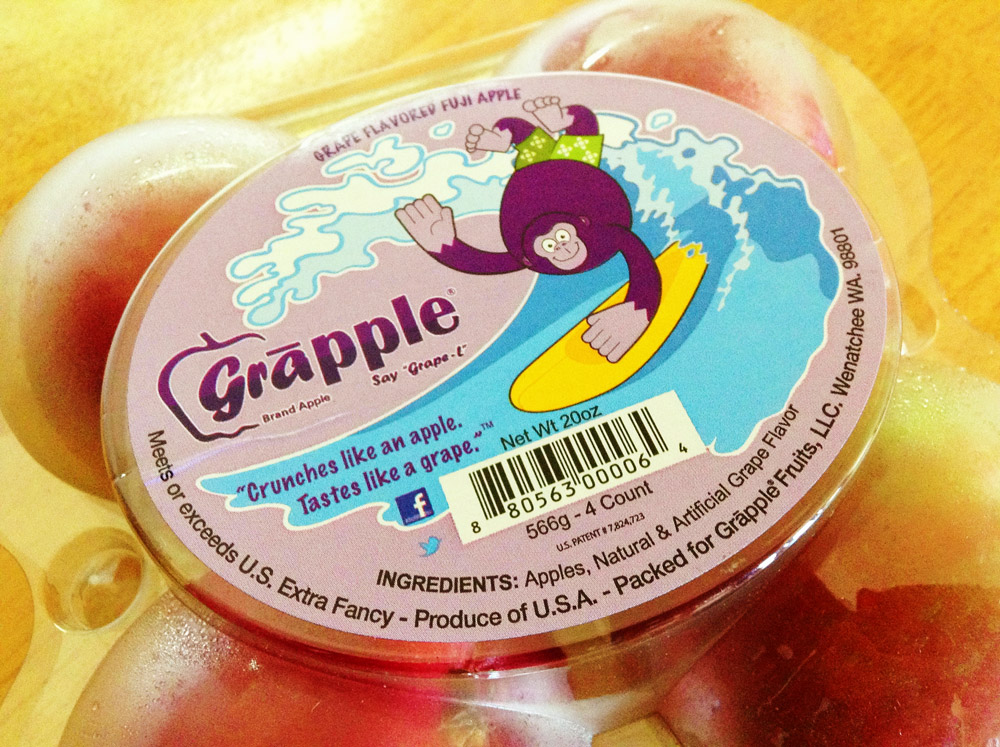 GRAPE FLAVORED FUJI APPLE
Grāpple®
Say "Grape-L"
Brand Apple
"Crunches like an apple.
Tastes like a grape."™
Net Wt 20oz
8 80563 00006 4
566g - 4 Count
U.S. PATENT # 7,824,723
INGREDIENTS: Apples, Natural & Artificial Grape Flavor
Meets or exceeds U.S. Extra Fancy - Produce of U.S.A. - Packed for Grāpple® Fruits, LLC. Wenatchee WA. 98801